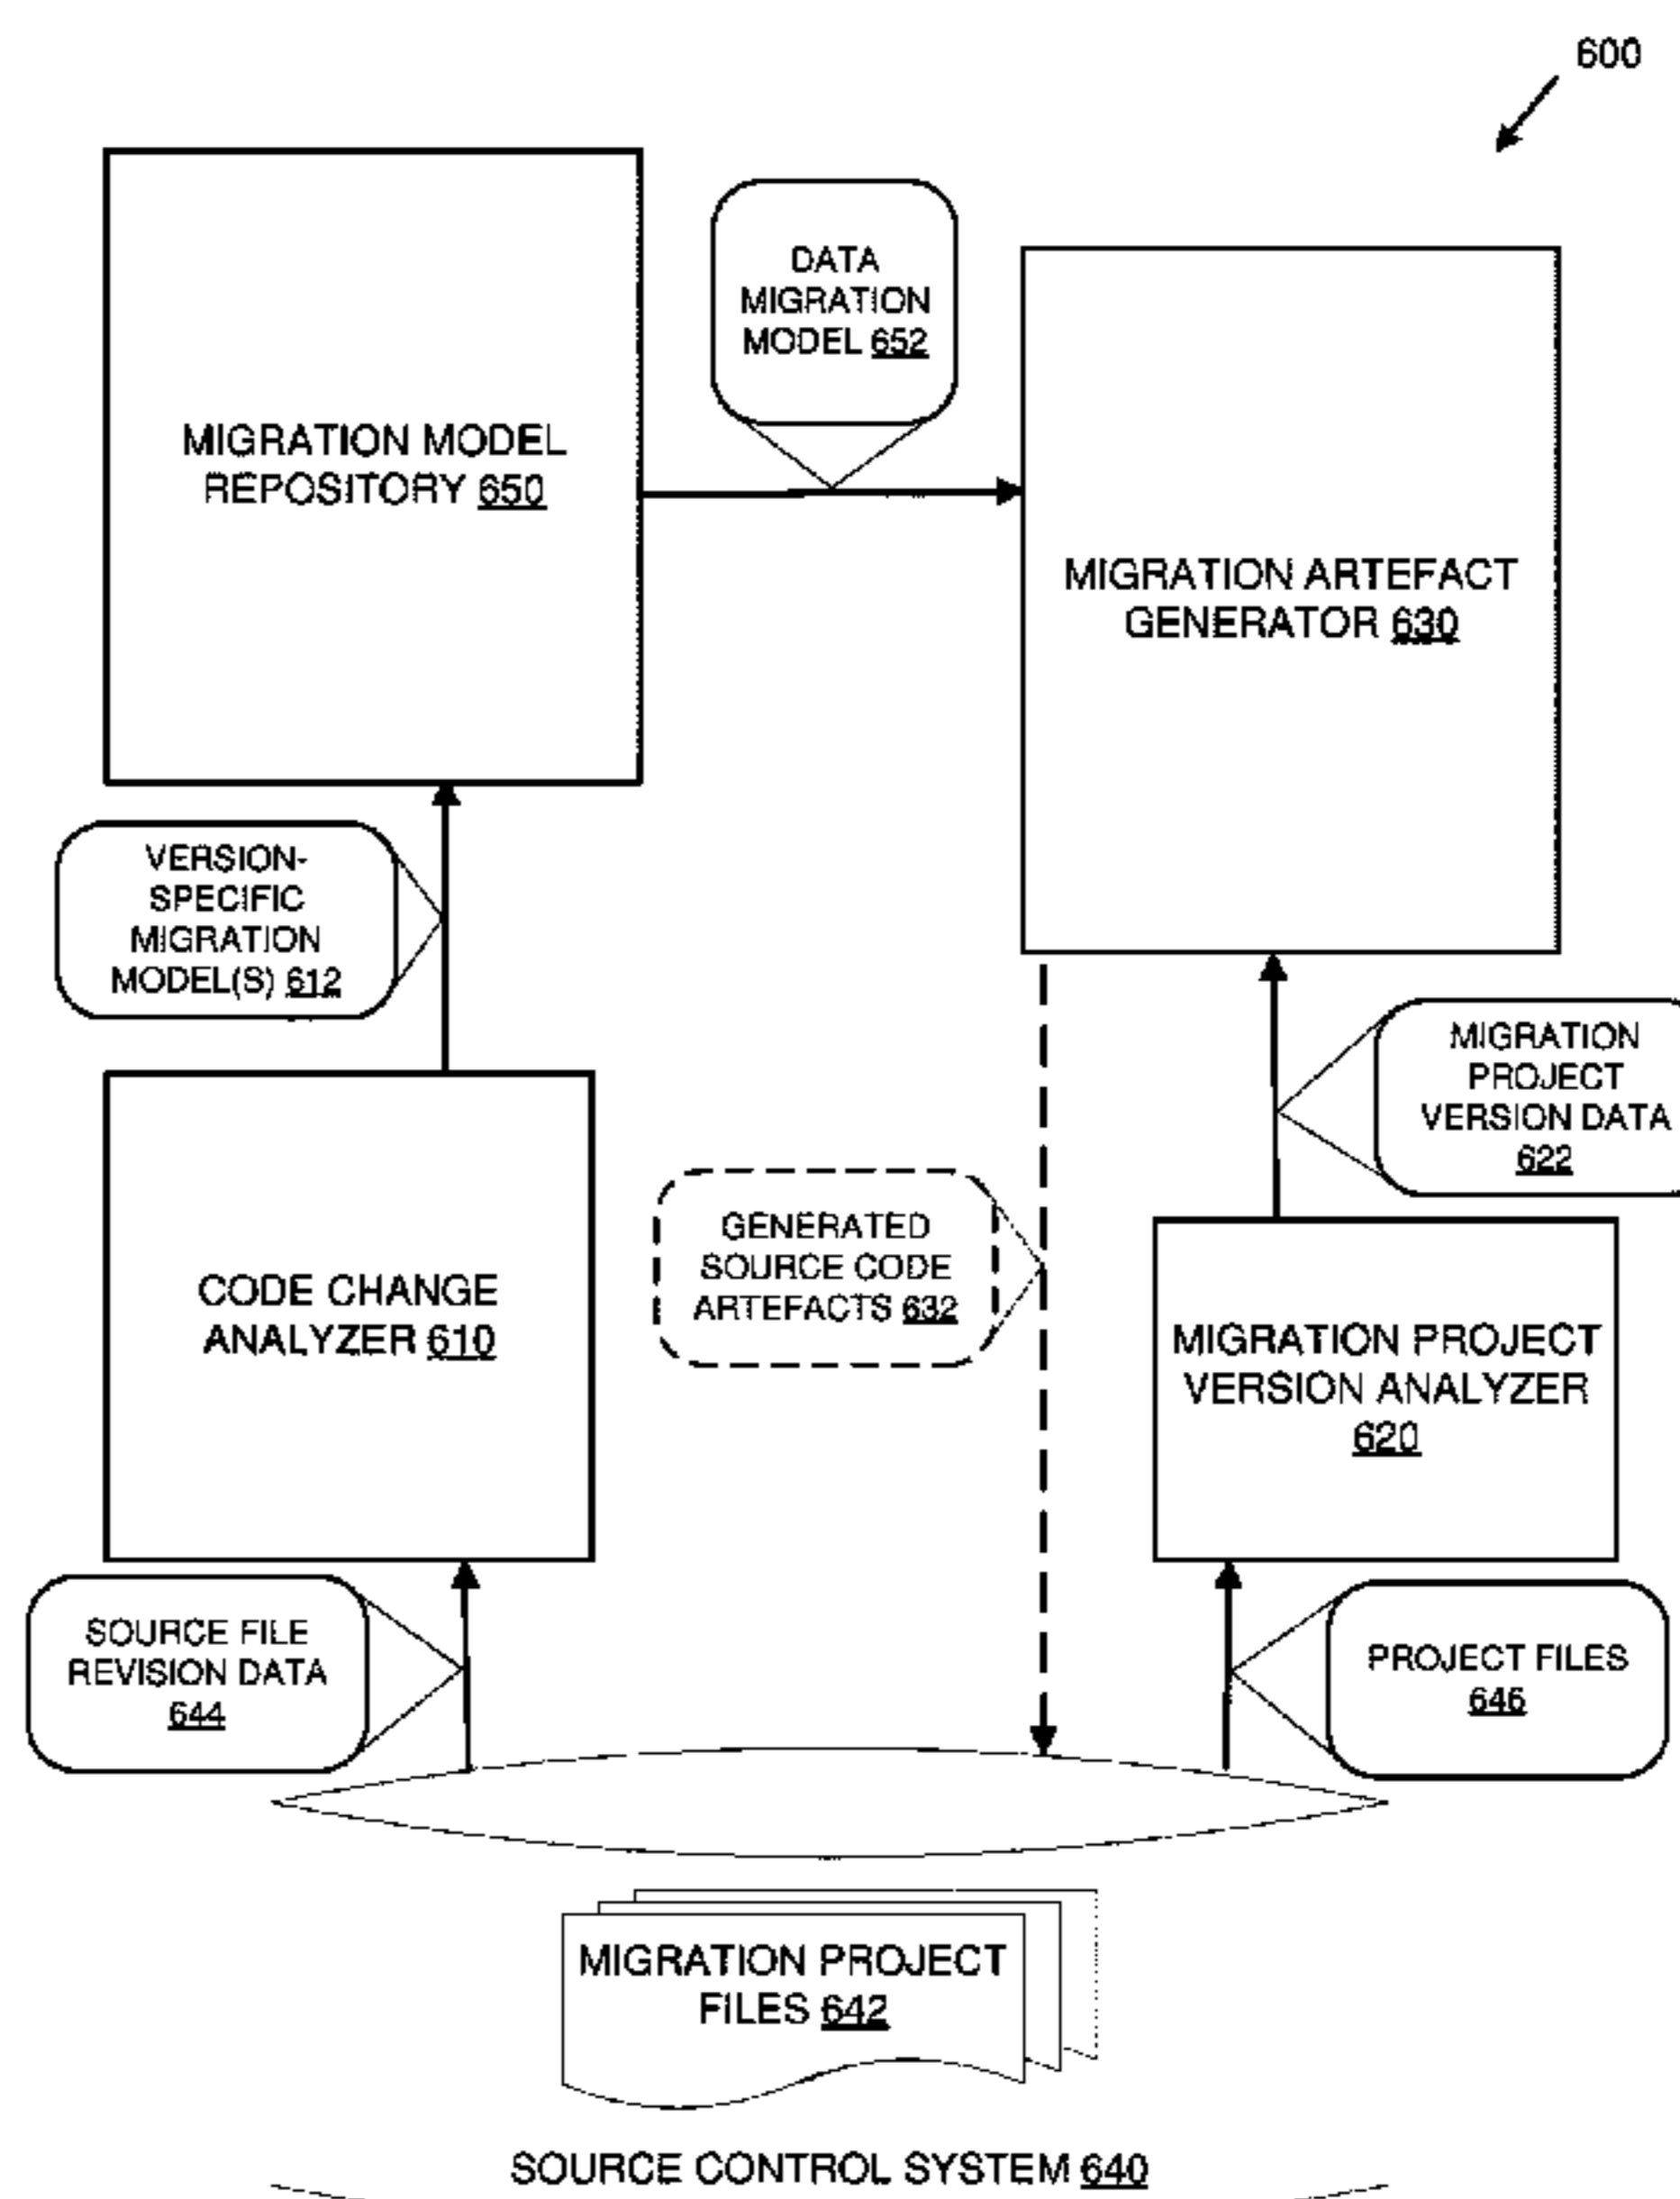 600
DATA
MIGRATION
MODEL 652
MIGRATION MODEL
REPOSITORY 650
MIGRATION ARTEFACT
GENERATOR 630
VERSION-
SPECIFIC
MIGRATION
MODEL(S) 612
MIGRATION
PROJECT
VERSION DATA
622
GENERATED
SOURCE CODE
ARTEFACTS 632
CODE CHANGE
ANALYZER 610
MIGRATION PROJECT
VERSION ANALYZER
620
SOURCE FILE
REVISION DATA
644
PROJECT FILES
646
MIGRATION PROJECT
FILES 642
SOURCE CONTROL SYSTEM 640